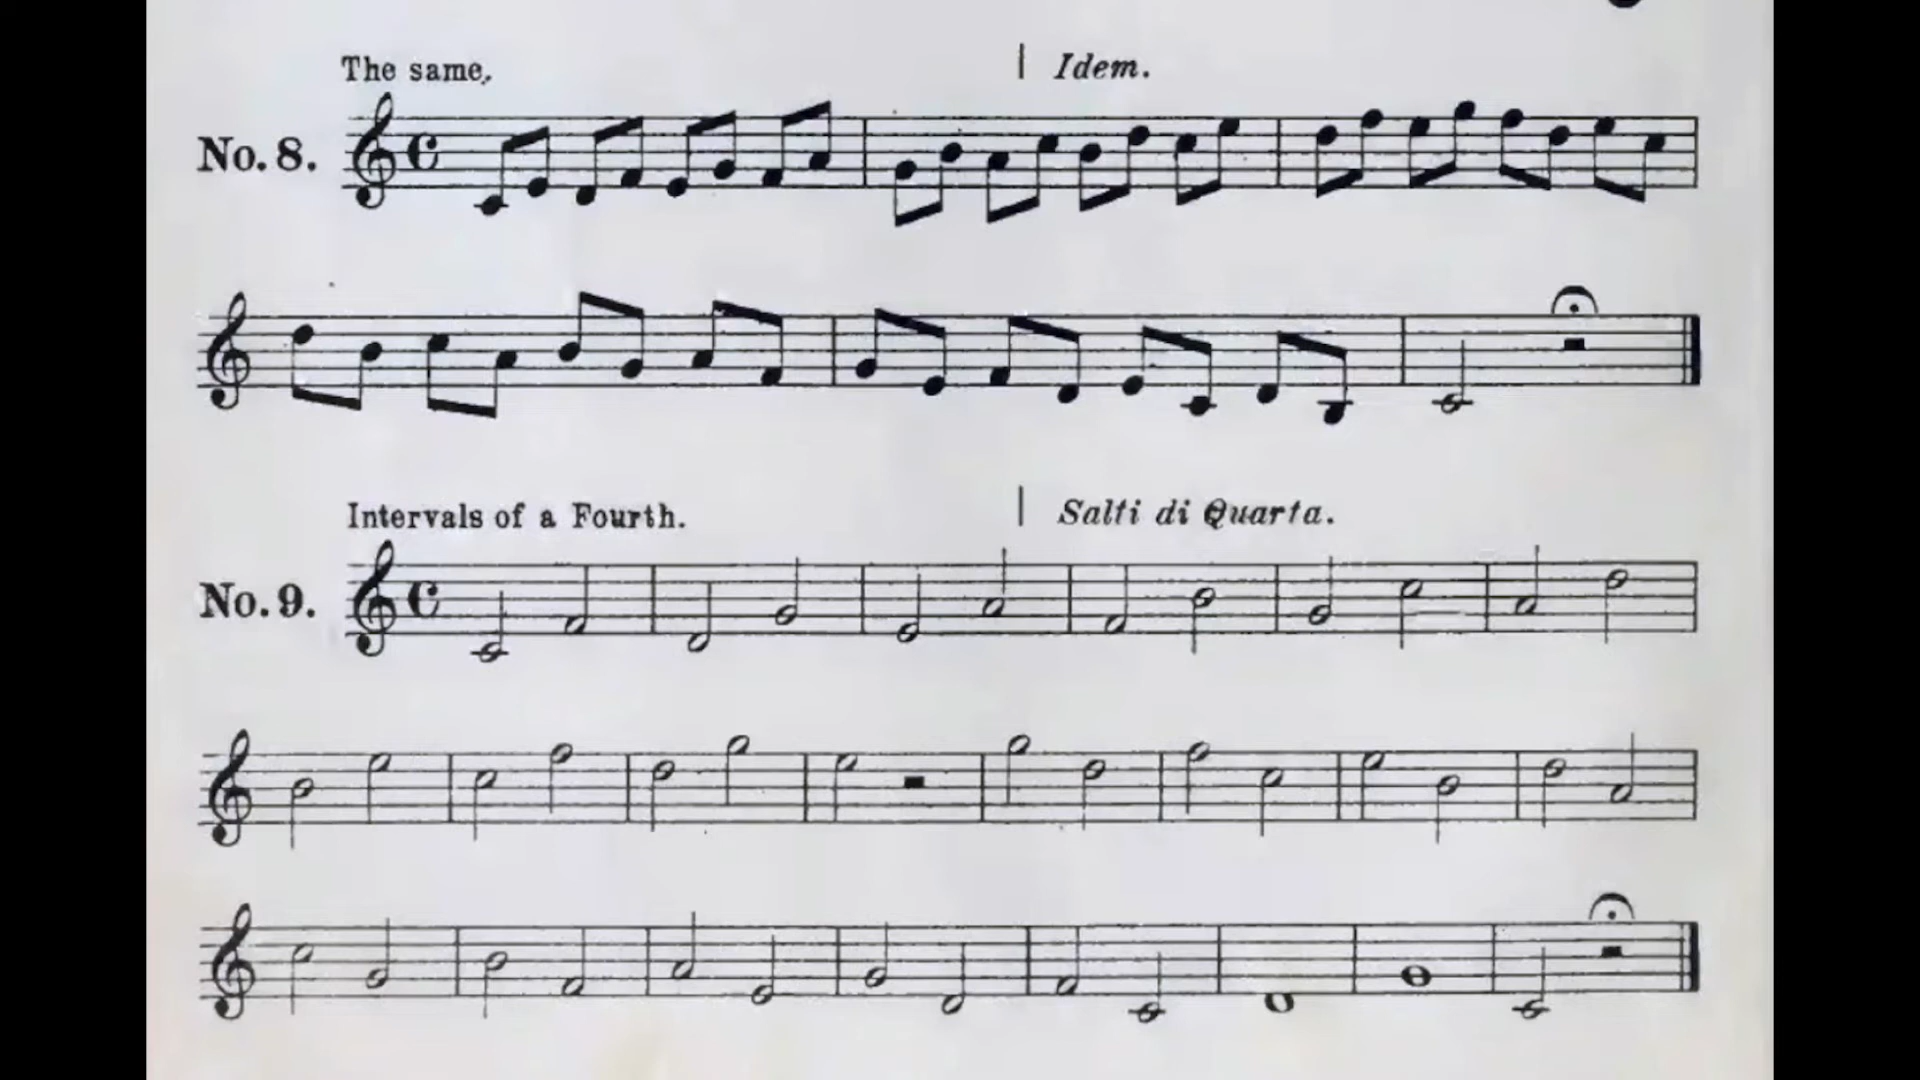 The same. | Idem.
No. 8.
Intervals of a Fourth. | Salti di Quarta.
No. 9.